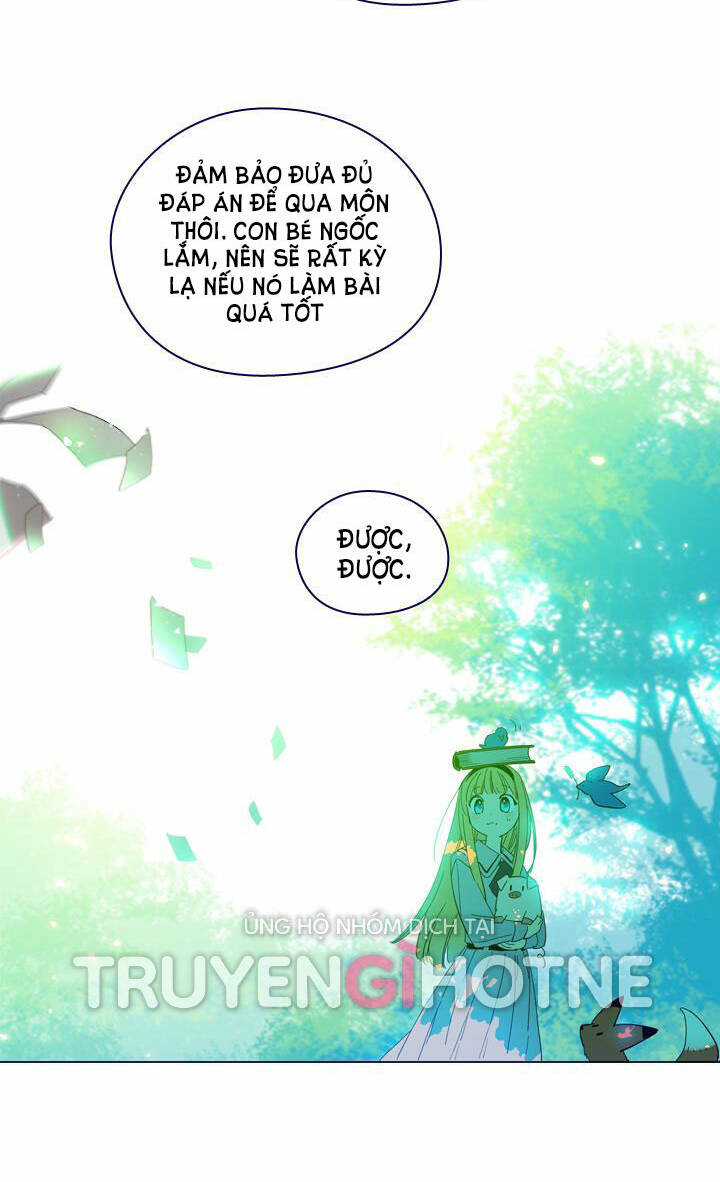 ĐẢM BẢO ĐƯA ĐỦ
ĐÁP ÁN ĐỂ QUA MÔN
THÔI. CON BÉ NGỐC
LẮM, NÊN SẼ RẤT KỲ
LẠ NẾU NÓ LÀM BÀI
QUÁ TỐT
ĐƯỢC,
ĐƯỢC.
ỦNG HỘ NHÓM DỊCH TẠI
TRUYENGIHOTNE